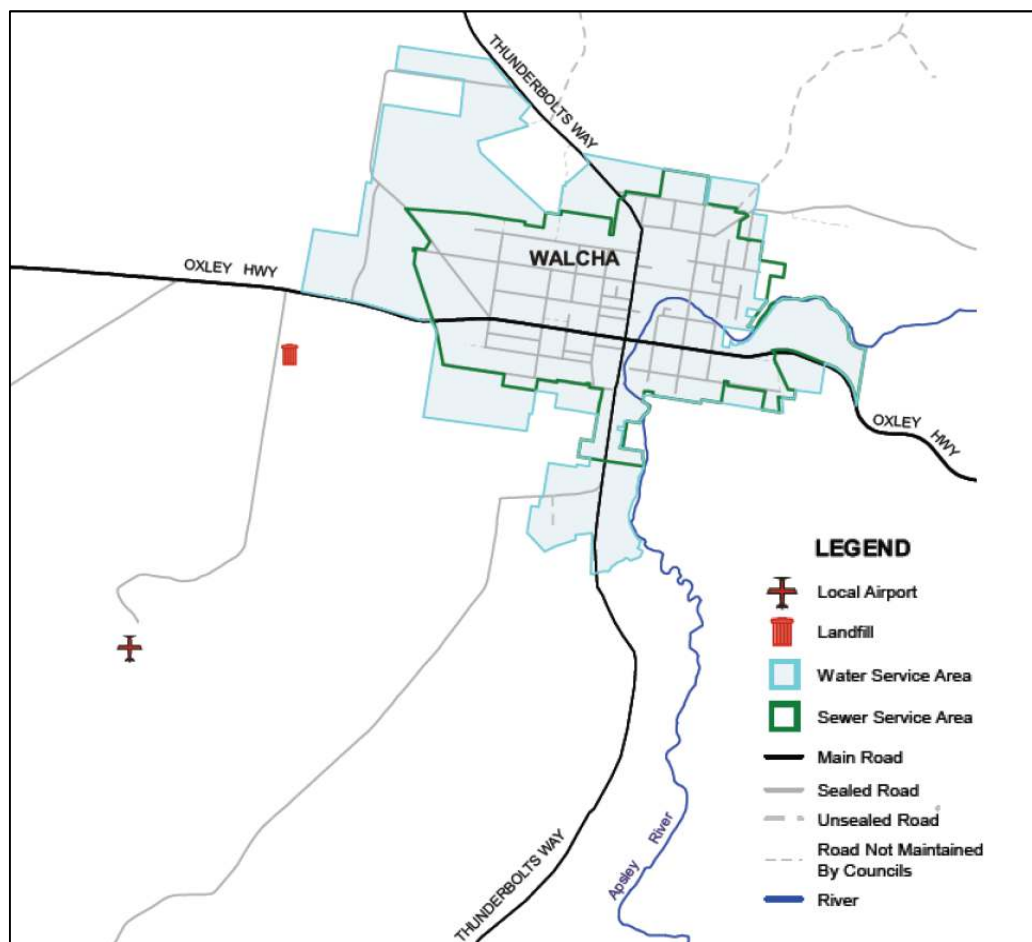 THUNDERBOLTS WAY
WALCHA
OXLEY HWY
OXLEY HWY
LEGEND
Local Airport
Landfill
Water Service Area
Sewer Service Area
Main Road
Sealed Road
Unsealed Road
Road Not Maintained
By Councils
River
Apsley River
THUNDERBOLTS WAY